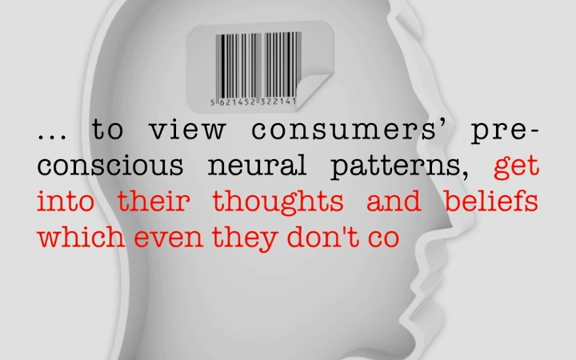 5 621452 322141
... to view consumers’ pre-
conscious neural patterns, get
into their thoughts and beliefs
which even they don't co